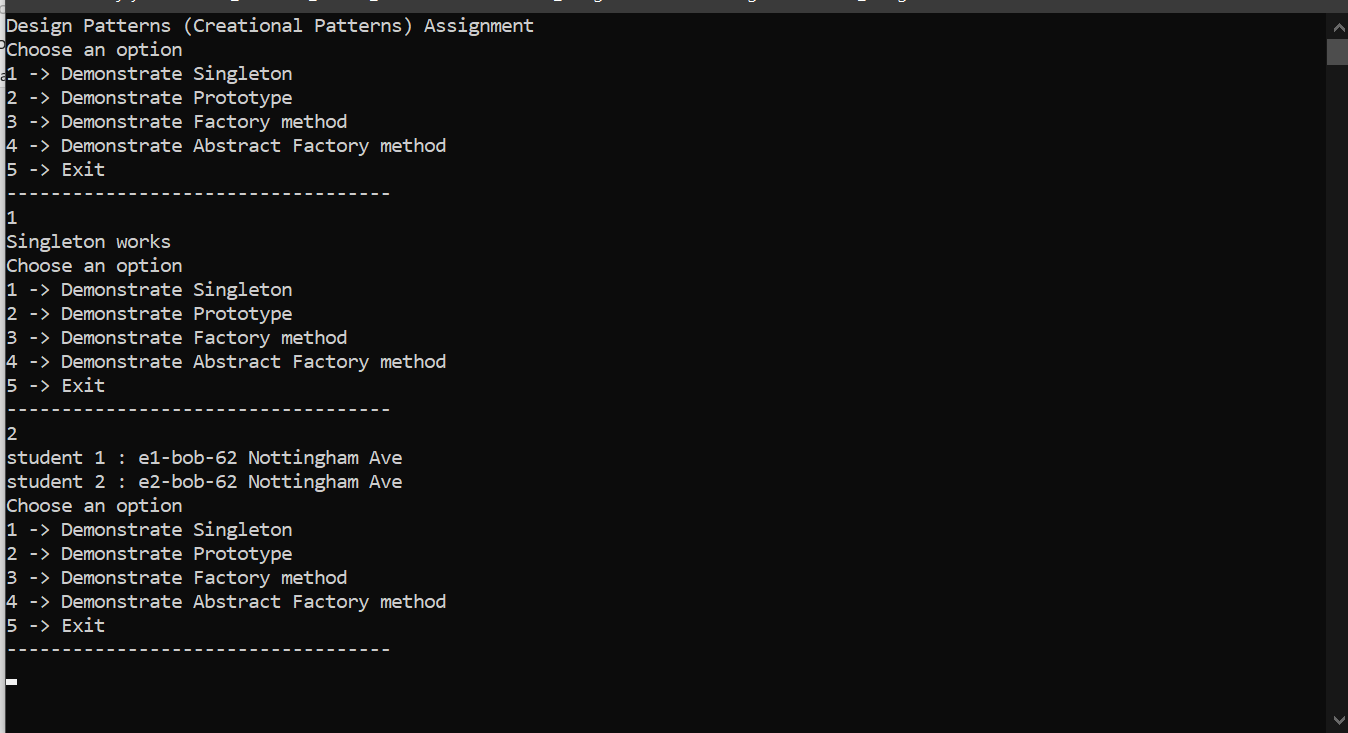 Design Patterns (Creational Patterns) Assignment
Choose an option
1 -> Demonstrate Singleton
2 -> Demonstrate Prototype
3 -> Demonstrate Factory method
4 -> Demonstrate Abstract Factory method
5 -> Exit
-----------------------------------
1
Singleton works
Choose an option
1 -> Demonstrate Singleton
2 -> Demonstrate Prototype
3 -> Demonstrate Factory method
4 -> Demonstrate Abstract Factory method
5 -> Exit
-----------------------------------
2
student 1 : e1-bob-62 Nottingham Ave
student 2 : e2-bob-62 Nottingham Ave
Choose an option
1 -> Demonstrate Singleton
2 -> Demonstrate Prototype
3 -> Demonstrate Factory method
4 -> Demonstrate Abstract Factory method
5 -> Exit
-----------------------------------